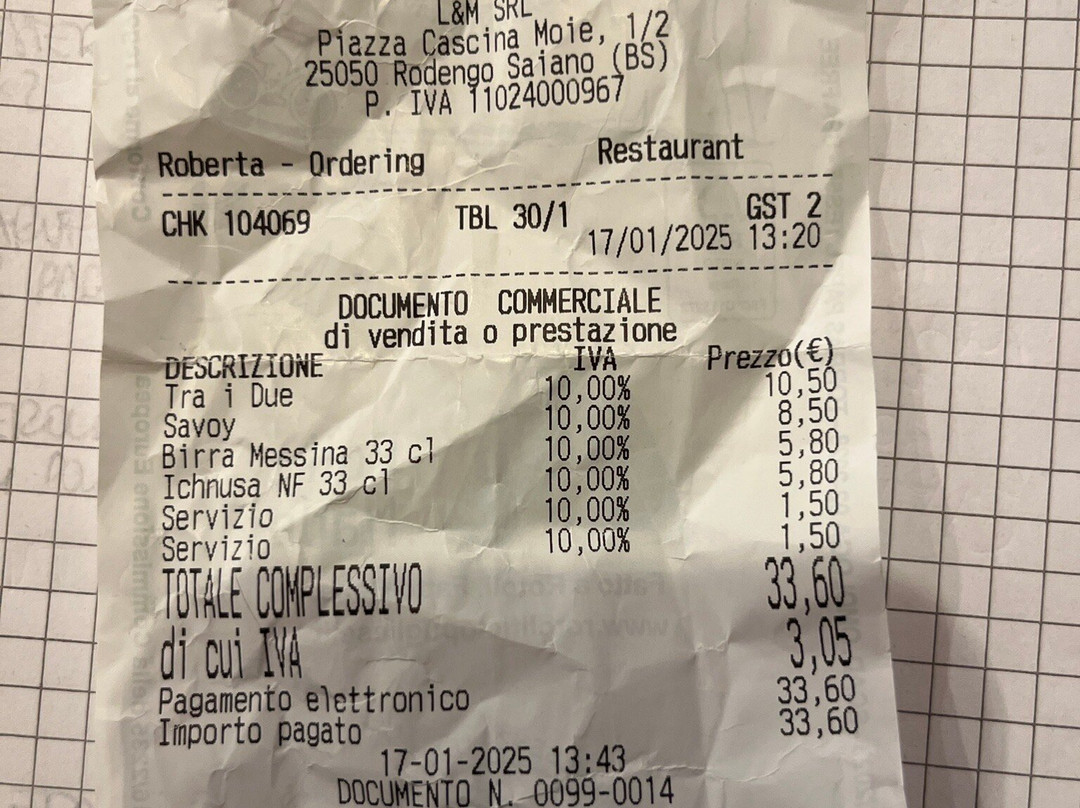 L&M SRL
Piazza Cascina Moie, 1/2
25050 Rodengo Saiano (BS)
P. IVA 11024000967
Roberta - Ordering Restaurant
CHK 104069 TBL 30/1 GST 2
17/01/2025 13:20
DOCUMENTO COMMERCIALE
di vendita o prestazione
DESCRIZIONE IVA Prezzo(€)
Tra i Due 10,00% 10,50
Savoy 10,00% 8,50
Birra Messina 33 cl 10,00% 5,80
Ichnusa NF 33 cl 10,00% 5,80
Servizio 10,00% 1,50
Servizio 10,00% 1,50
TOTALE COMPLESSIVO 33,60
di cui IVA 3,05
Pagamento elettronico 33,60
Importo pagato 33,60
17-01-2025 13:43
DOCUMENTO N. 0099-0014